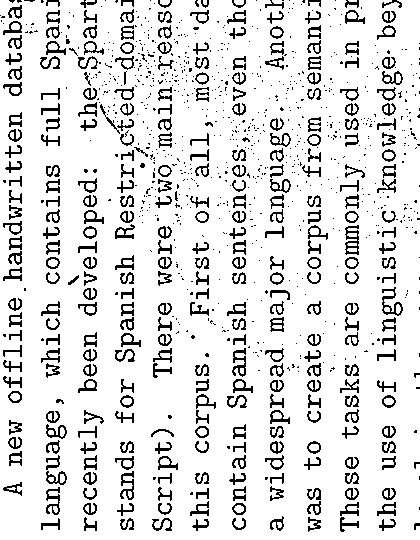 A new offline handwritten
language, which contains full
recently been developed: the
stands for Spanish
Script). There were two main
this corpus. First of all, most
contain Spanish sentences, even
a widespread major language.
was to create a corpus from
These tasks are commonly used in
the use of linguistic knowledge